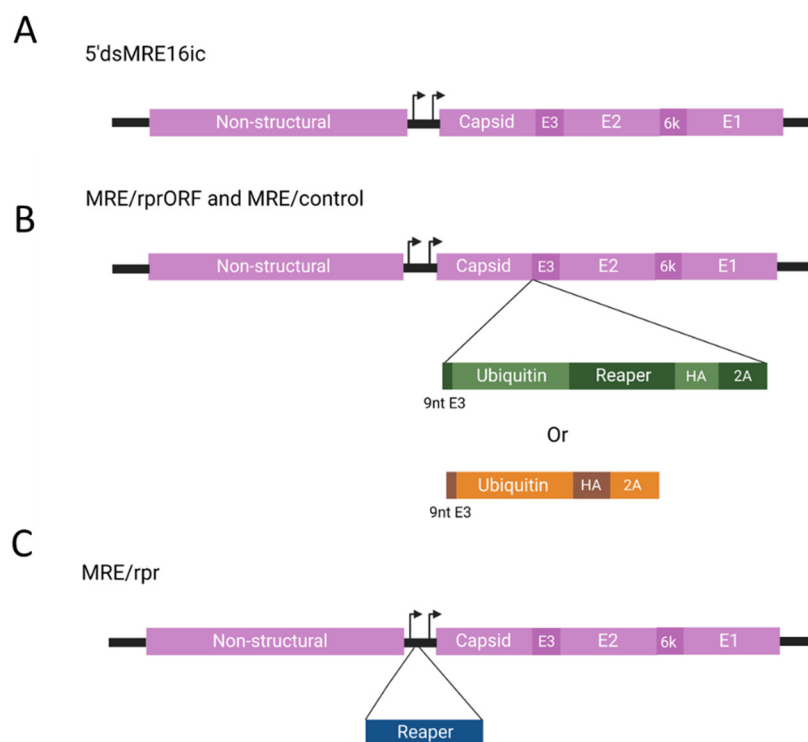 A
5'dsMRE16ic
Non-structural Capsid E3 E2 6k E1
MRE/rprORF and MRE/control
B
Non-structural Capsid E3 E2 6k E1
Ubiquitin Reaper HA 2A
9nt E3
Or
Ubiquitin HA 2A
9nt E3
C
MRE/rpr
Non-structural Capsid E3 E2 6k E1
Reaper